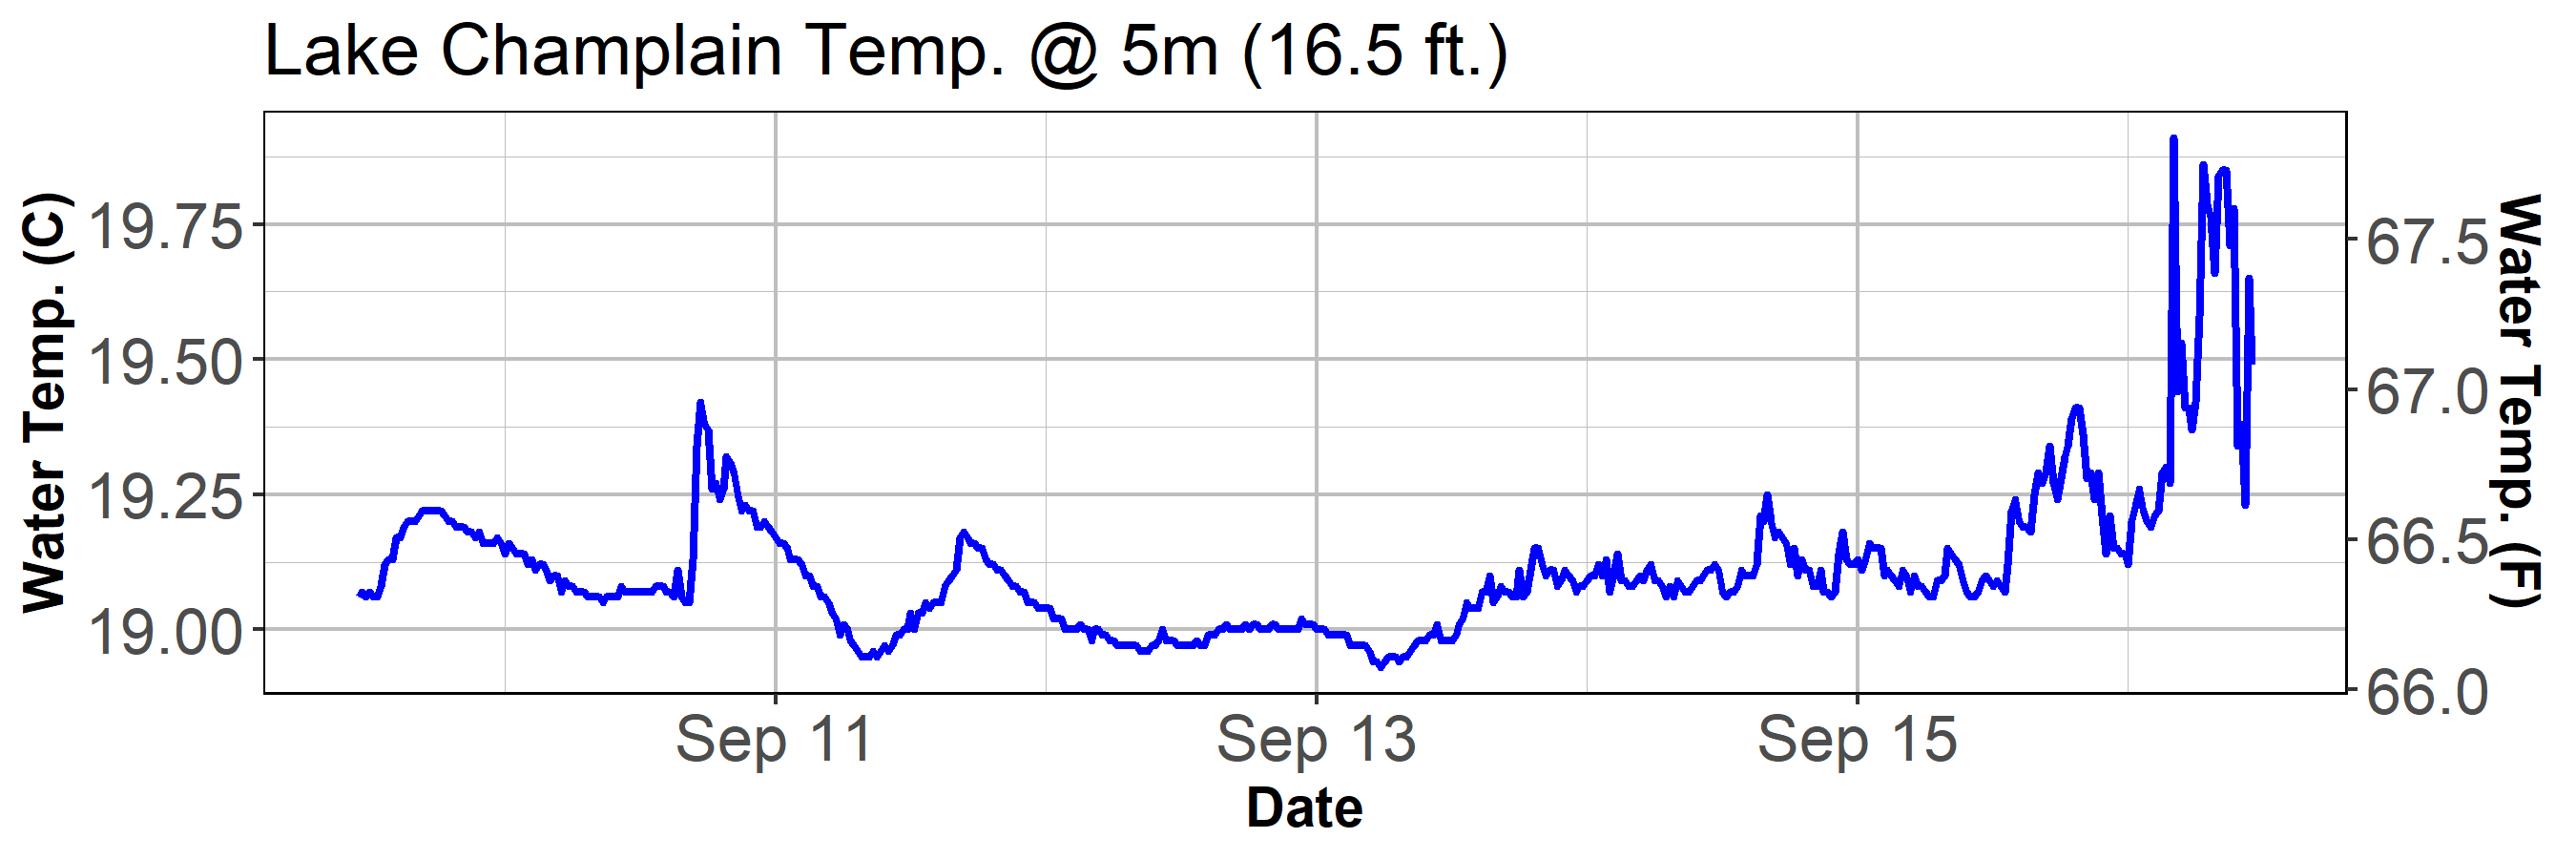 Lake Champlain Temp. @ 5m (16.5 ft.)
Water Temp. (C)
19.75
19.50
19.25
19.00
67.5
67.0
66.5
66.0
Water Temp. (F)
Sep 11
Sep 13
Sep 15
Date